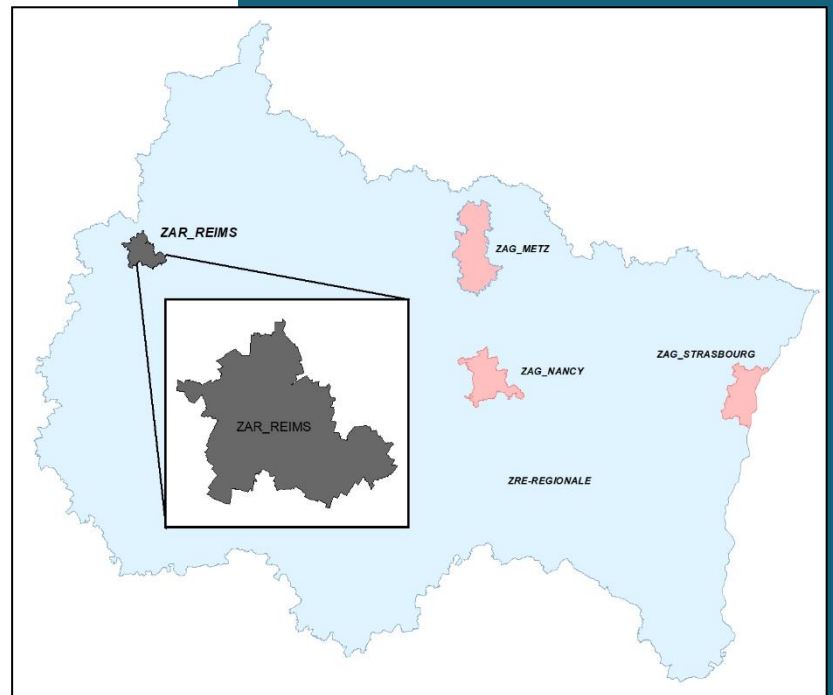 ZAR_REIMS
ZAG_METZ
ZAG_STRASBOURG
ZAG_NANCY
ZAR_REIMS
ZRE-REGIONALE